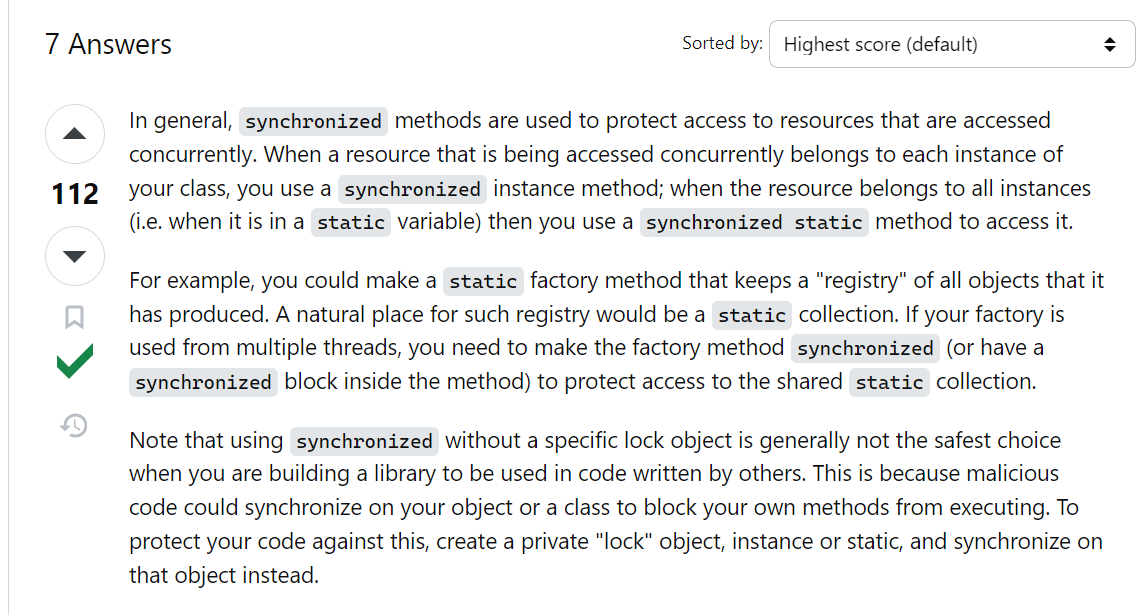 7 Answers
Sorted by: Highest score (default)
112
In general, synchronized methods are used to protect access to resources that are accessed
concurrently. When a resource that is being accessed concurrently belongs to each instance of
your class, you use a synchronized instance method; when the resource belongs to all instances
(i.e. when it is in a static variable) then you use a synchronized static method to access it.
For example, you could make a static factory method that keeps a "registry" of all objects that it
has produced. A natural place for such registry would be a static collection. If your factory is
used from multiple threads, you need to make the factory method synchronized (or have a
synchronized block inside the method) to protect access to the shared static collection.
Note that using synchronized without a specific lock object is generally not the safest choice
when you are building a library to be used in code written by others. This is because malicious
code could synchronize on your object or a class to block your own methods from executing. To
protect your code against this, create a private "lock" object, instance or static, and synchronize on
that object instead.